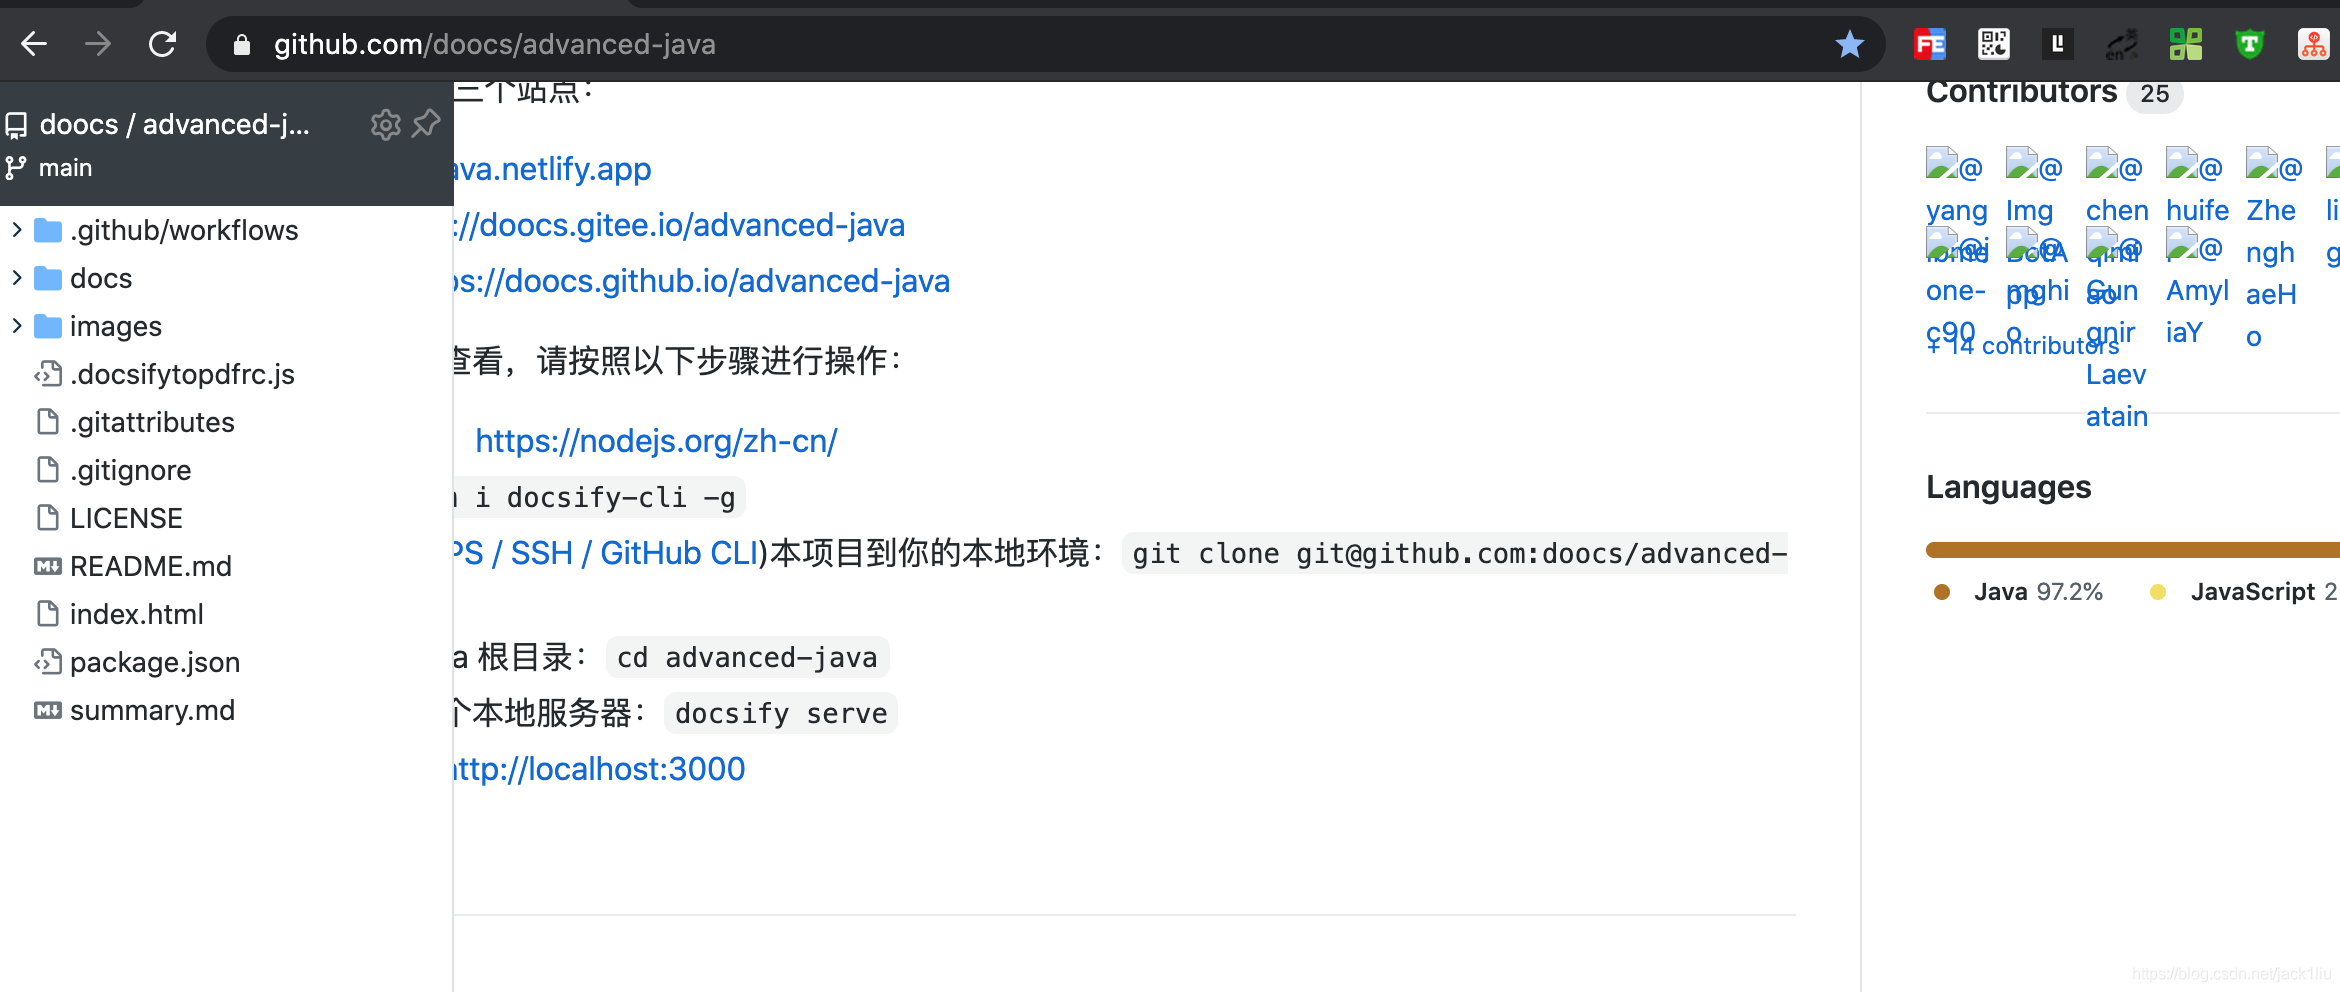 github.com/doocs/advanced-java
doocs / advanced-j...
main
.github/workflows
docs
images
.docsifytopdfrc.js
.gitattributes
.gitignore
LICENSE
README.md
index.html
package.json
summary.md
三个站点：
ava.netlify.app
://doocs.gitee.io/advanced-java
os://doocs.github.io/advanced-java
查看，请按照以下步骤进行操作：
https://nodejs.org/zh-cn/
i docsify-cli -g
PS / SSH / GitHub CLI)本项目到你的本地环境： git clone git@github.com:doocs/advanced-
a 根目录： cd advanced-java
个本地服务器： docsify serve
http://localhost:3000
Contributors 25
@ @ @ @ @
yang Img chen huife Zhe li
@j @ @ @ ngh g
one- mghi Gun Amyl aeH
c90 o gnir iaY o
+ 14 contributors
Laev
atain
Languages
Java 97.2% JavaScript 2
https://blog.csdn.net/jack1liu